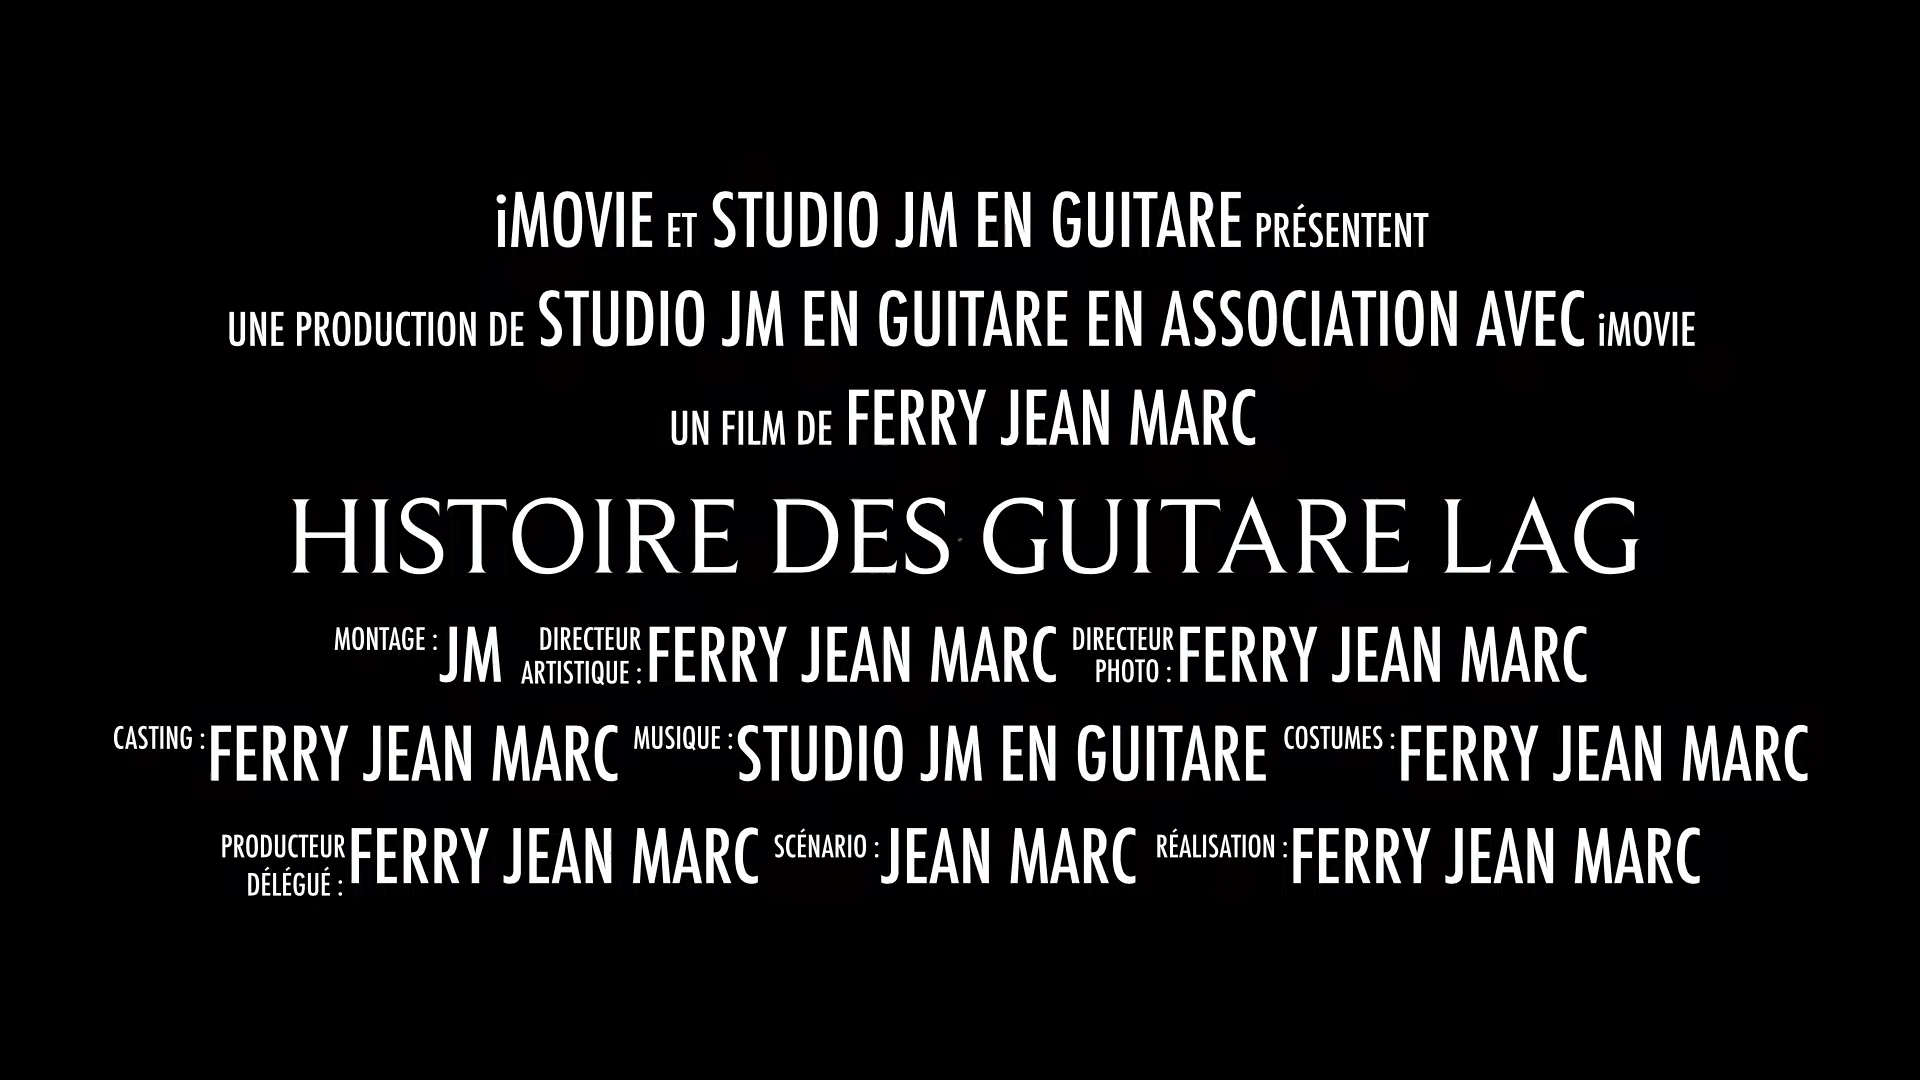 iMOVIE ET STUDIO JM EN GUITARE PRÉSENTENT
UNE PRODUCTION DE STUDIO JM EN GUITARE EN ASSOCIATION AVEC iMOVIE
UN FILM DE FERRY JEAN MARC
HISTOIRE DES GUITARE LAG
MONTAGE : JM DIRECTEUR ARTISTIQUE : FERRY JEAN MARC DIRECTEUR PHOTO : FERRY JEAN MARC
CASTING : FERRY JEAN MARC MUSIQUE : STUDIO JM EN GUITARE COSTUMES : FERRY JEAN MARC
PRODUCTEUR DÉLÉGUÉ : FERRY JEAN MARC SCÉNARIO : JEAN MARC RÉALISATION : FERRY JEAN MARC